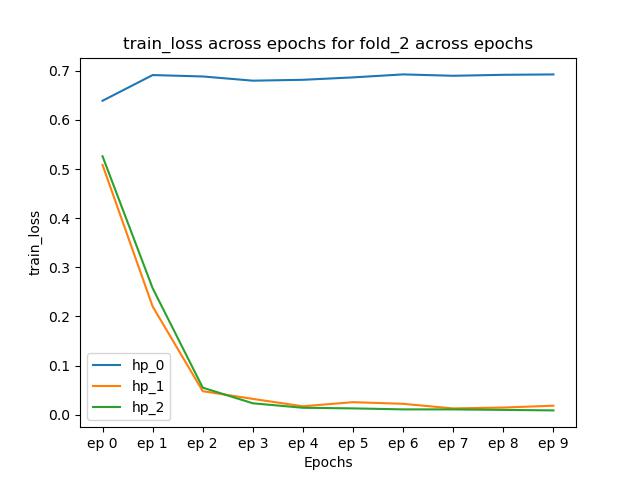 train_loss across epochs for fold_2 across epochs
0.7
0.6
0.5
0.4
0.3
0.2
0.1
0.0
train_loss
hp_0
hp_1
hp_2
ep 0 ep 1 ep 2 ep 3 ep 4 ep 5 ep 6 ep 7 ep 8 ep 9
Epochs